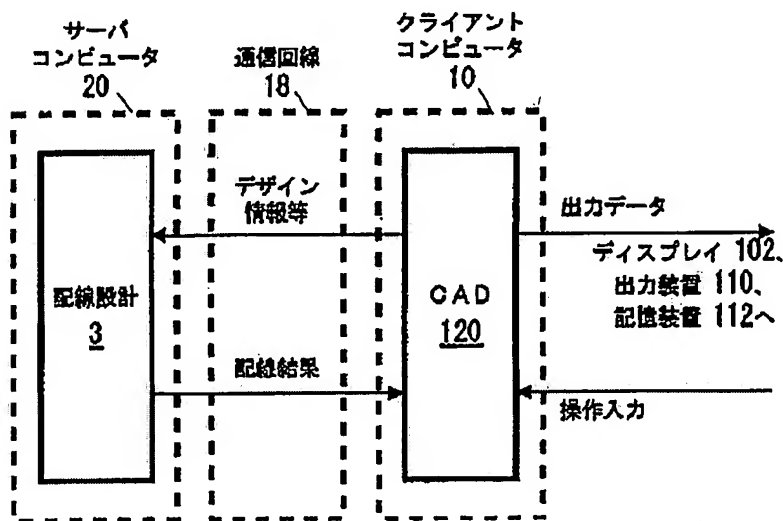 サーバ
コンピュータ
20
通信回線
18
クライアント
コンピュータ
10
デザイン
情報等
配線設計
3
配線結果
CAD
120
出力データ
ディスプレイ 102、
出力装置 110、
記憶装置 112へ
操作入力